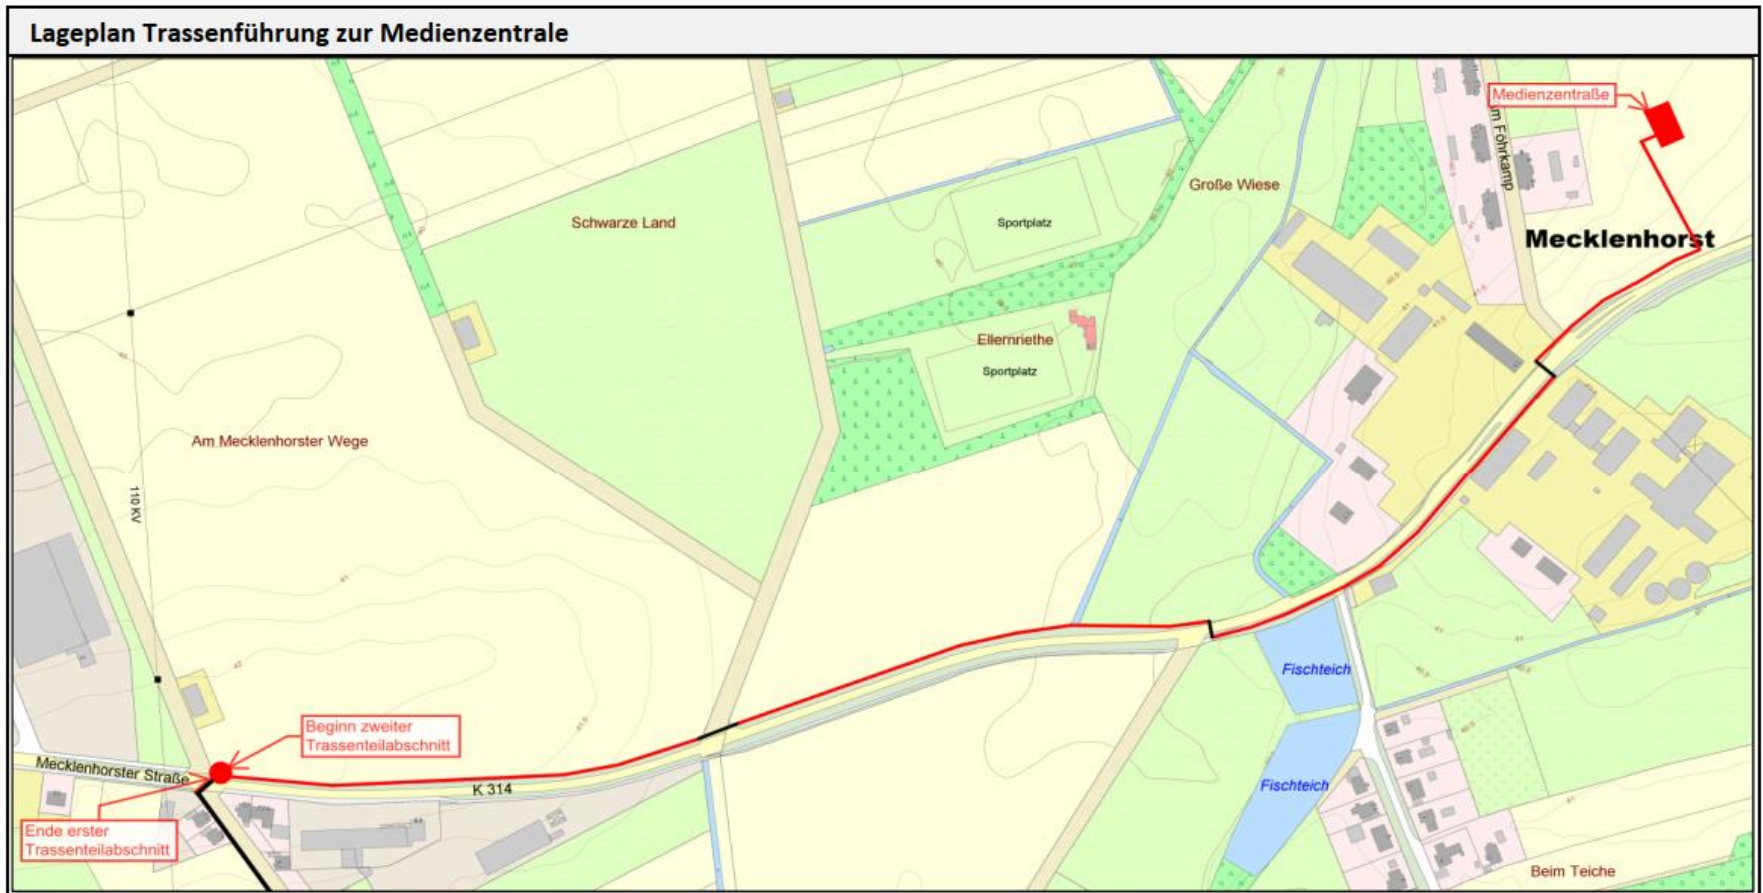 Lageplan Trassenführung zur Medienzentrale
Medienzentraße
m Föhrkamp
Große Wiese
Schwarze Land
Sportplatz
Mecklenhorst
Ellernriethe
Sportplatz
Am Mecklenhorster Wege
110 KV
Fischteich
Beginn zweiter
Trassenteilabschnitt
Mecklenhorster Straße
K 314
Fischteich
Ende erster
Trassenteilabschnitt
Beim Teiche